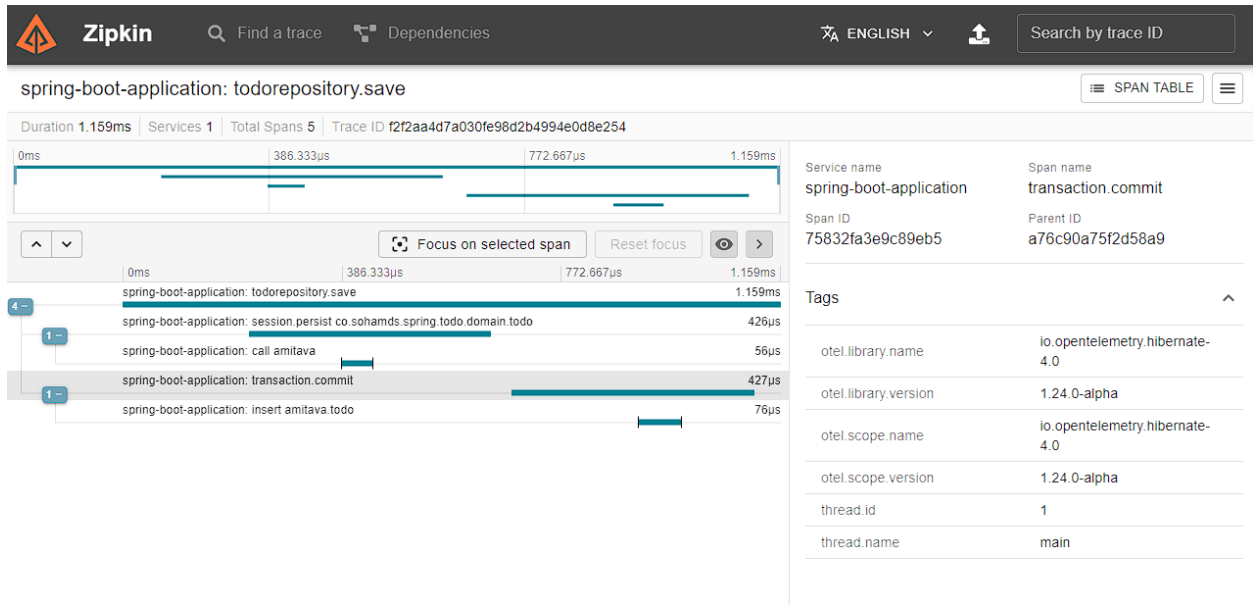 Zipkin
Find a trace
Dependencies
ENGLISH
Search by trace ID
spring-boot-application: todorepository.save
SPAN TABLE
Duration 1.159ms Services 1 Total Spans 5 Trace ID f2f2aa4d7a030fe98d2b4994e0d8e254
0ms 386.333μs 772.667μs 1.159ms
Focus on selected span
Reset focus
0ms 386.333μs 772.667μs 1.159ms
spring-boot-application: todorepository.save 1.159ms
4 −
spring-boot-application: session.persist co.sohamds.spring.todo.domain.todo 426μs
1 −
spring-boot-application: call amitava 56μs
spring-boot-application: transaction.commit 427μs
1 −
spring-boot-application: insert amitava.todo 76μs
Service name
spring-boot-application
Span name
transaction.commit
Span ID
75832fa3e9c89eb5
Parent ID
a76c90a75f2d58a9
Tags
otel.library.name
io.opentelemetry.hibernate-
4.0
otel.library.version 1.24.0-alpha
otel.scope.name
io.opentelemetry.hibernate-
4.0
otel.scope.version 1.24.0-alpha
thread.id 1
thread.name main